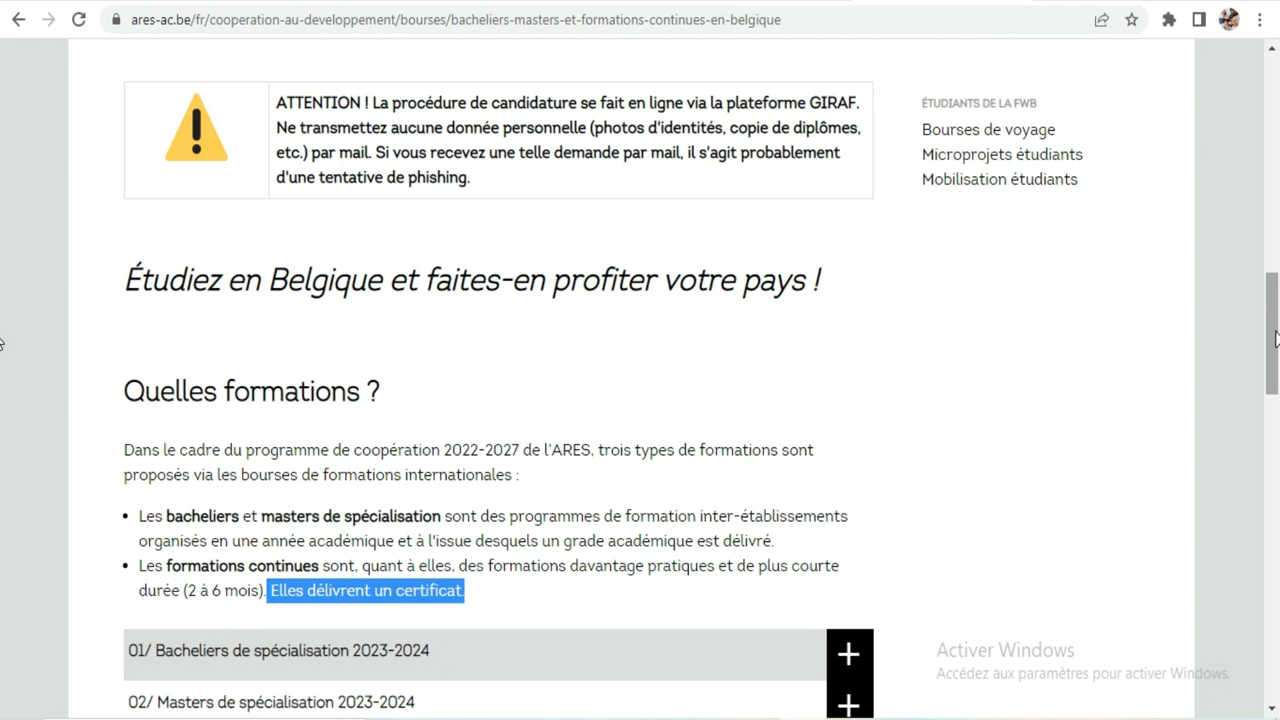 ares-ac.be/fr/cooperation-au-developpement/bourses/bacheliers-masters-et-formations-continues-en-belgique
ATTENTION ! La procédure de candidature se fait en ligne via la plateforme GIRAF.
Ne transmettez aucune donnée personnelle (photos d'identités, copie de diplômes,
etc.) par mail. Si vous recevez une telle demande par mail, il s'agit probablement
d'une tentative de phishing.
ÉTUDIANTS DE LA FWB
Bourses de voyage
Microprojets étudiants
Mobilisation étudiants
Étudiez en Belgique et faites-en profiter votre pays !
Quelles formations ?
Dans le cadre du programme de coopération 2022-2027 de l'ARES, trois types de formations sont
proposés via les bourses de formations internationales :
• Les bacheliers et masters de spécialisation sont des programmes de formation inter-établissements
organisés en une année académique et à l'issue desquels un grade académique est délivré.
• Les formations continues sont, quant à elles, des formations davantage pratiques et de plus courte
durée (2 à 6 mois). Elles délivrent un certificat.
01/ Bacheliers de spécialisation 2023-2024
02/ Masters de spécialisation 2023-2024
Activer Windows
Accédez aux paramètres pour activer Windows.